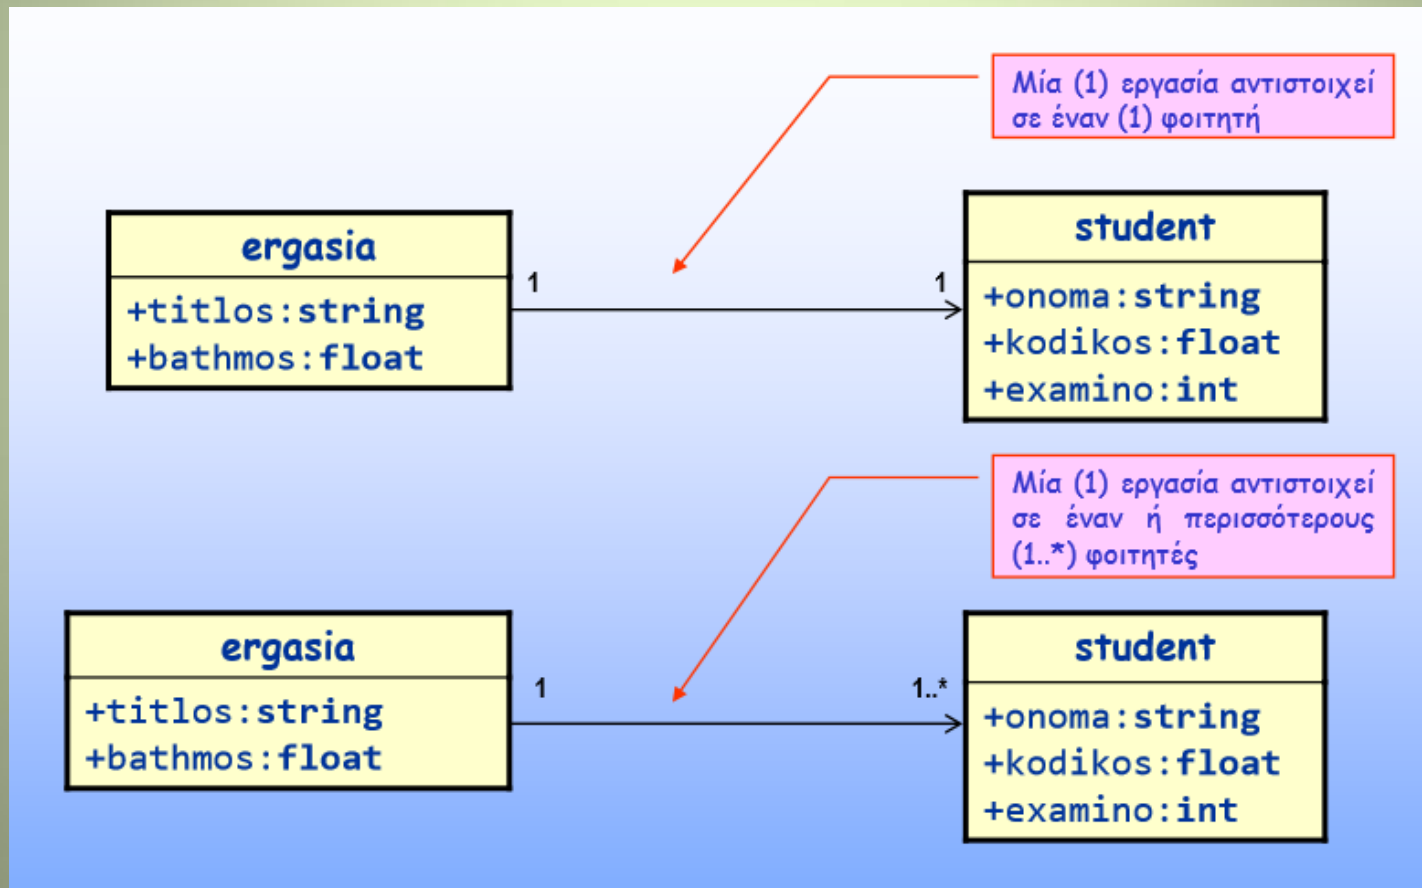 Μία (1) εργασία αντιστοιχεί
σε έναν (1) φοιτητή
ergasia
+titlos:string
+bathmos:float
1
1
student
+onoma:string
+kodikos:float
+examino:int
Μία (1) εργασία αντιστοιχεί
σε έναν ή περισσότερους
(1..*) φοιτητές
ergasia
+titlos:string
+bathmos:float
1
1..*
student
+onoma:string
+kodikos:float
+examino:int